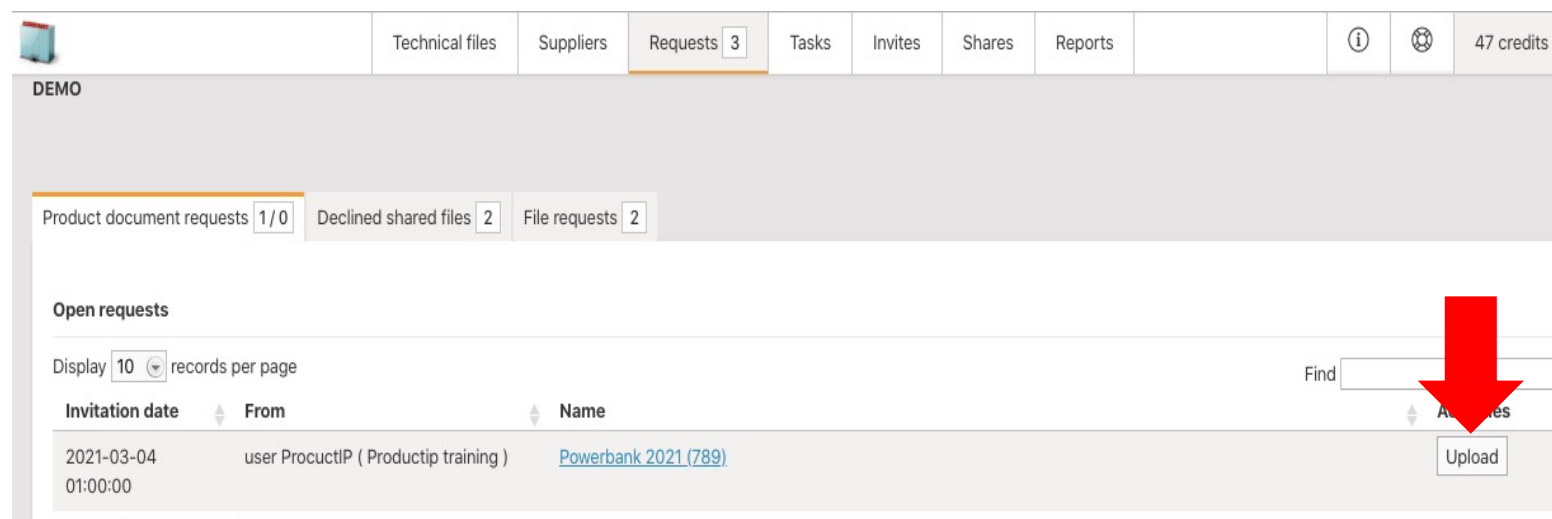 Technical files Suppliers Requests 3 Tasks Invites Shares Reports 47 credits
DEMO
Product document requests 1/0 Declined shared files 2 File requests 2
Open requests
Display 10 records per page
Find
Invitation date From Name
2021-03-04 user ProcuctIP ( Productip training ) Powerbank 2021 (789) Upload
01:00:00